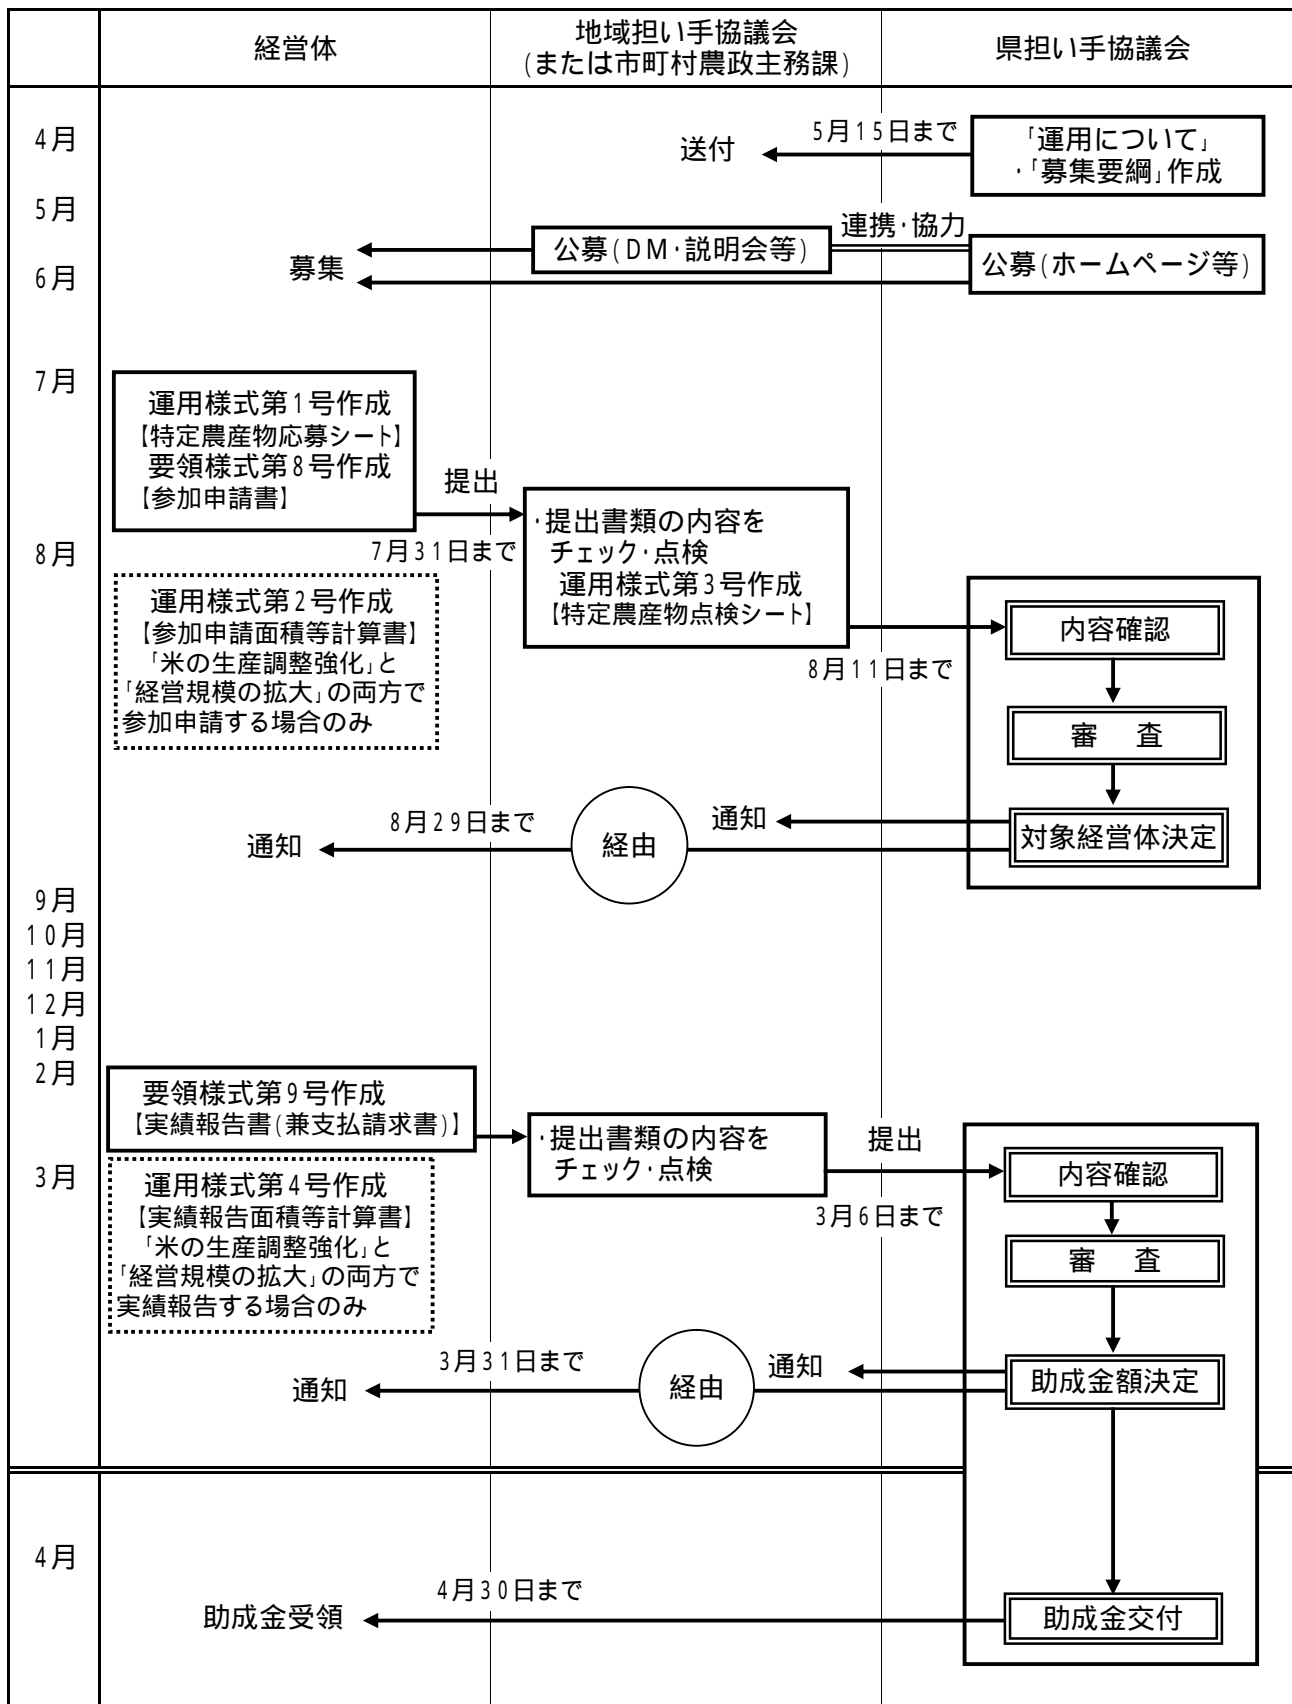 経営体
地域担い手協議会
(または市町村農政主務課)
県担い手協議会
4月
送付
5月15日まで
「運用について」
・「募集要綱」作成
5月
連携・協力
公募(DM・説明会等)
公募(ホームページ等)
募集
6月
7月
運用様式第1号作成
【特定農産物応募シート】
要領様式第8号作成
【参加申請書】
提出
7月31日まで
・提出書類の内容を
チェック・点検
運用様式第3号作成
【特定農産物点検シート】
8月
運用様式第2号作成
【参加申請面積等計算書】
「米の生産調整強化」と
「経営規模の拡大」の両方で
参加申請する場合のみ
8月11日まで
内容確認
審　査
対象経営体決定
通知
経由
8月29日まで
通知
9月
10月
11月
12月
1月
2月
要領様式第9号作成
【実績報告書(兼支払請求書)】
・提出書類の内容を
チェック・点検
提出
3月6日まで
3月
運用様式第4号作成
【実績報告面積等計算書】
「米の生産調整強化」と
「経営規模の拡大」の両方で
実績報告する場合のみ
内容確認
審　査
助成金額決定
通知
経由
3月31日まで
通知
4月
4月30日まで
助成金受領
助成金交付